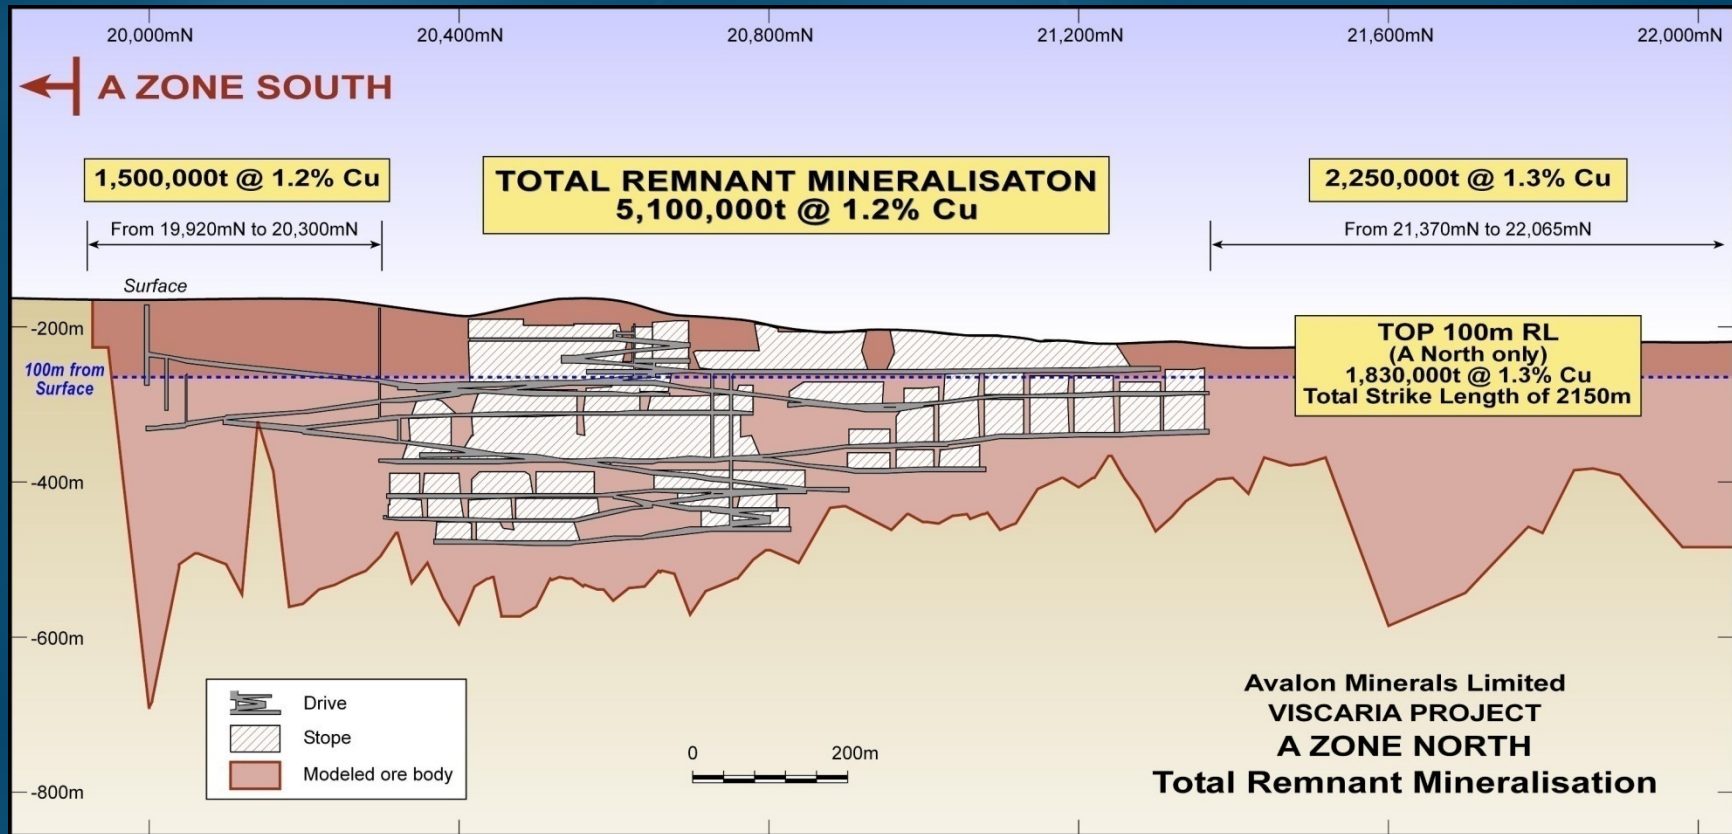 20,000mN 20,400mN 20,800mN 21,200mN 21,600mN 22,000mN
A ZONE SOUTH
1,500,000t @ 1.2% Cu
From 19,920mN to 20,300mN
TOTAL REMNANT MINERALISATON
5,100,000t @ 1.2% Cu
2,250,000t @ 1.3% Cu
From 21,370mN to 22,065mN
Surface
-200m
100m from
Surface
TOP 100m RL
(A North only)
1,830,000t @ 1.3% Cu
Total Strike Length of 2150m
-400m
-600m
-800m
Drive
Stope
Modeled ore body
0 200m
Avalon Minerals Limited
VISCARIA PROJECT
A ZONE NORTH
Total Remnant Mineralisation